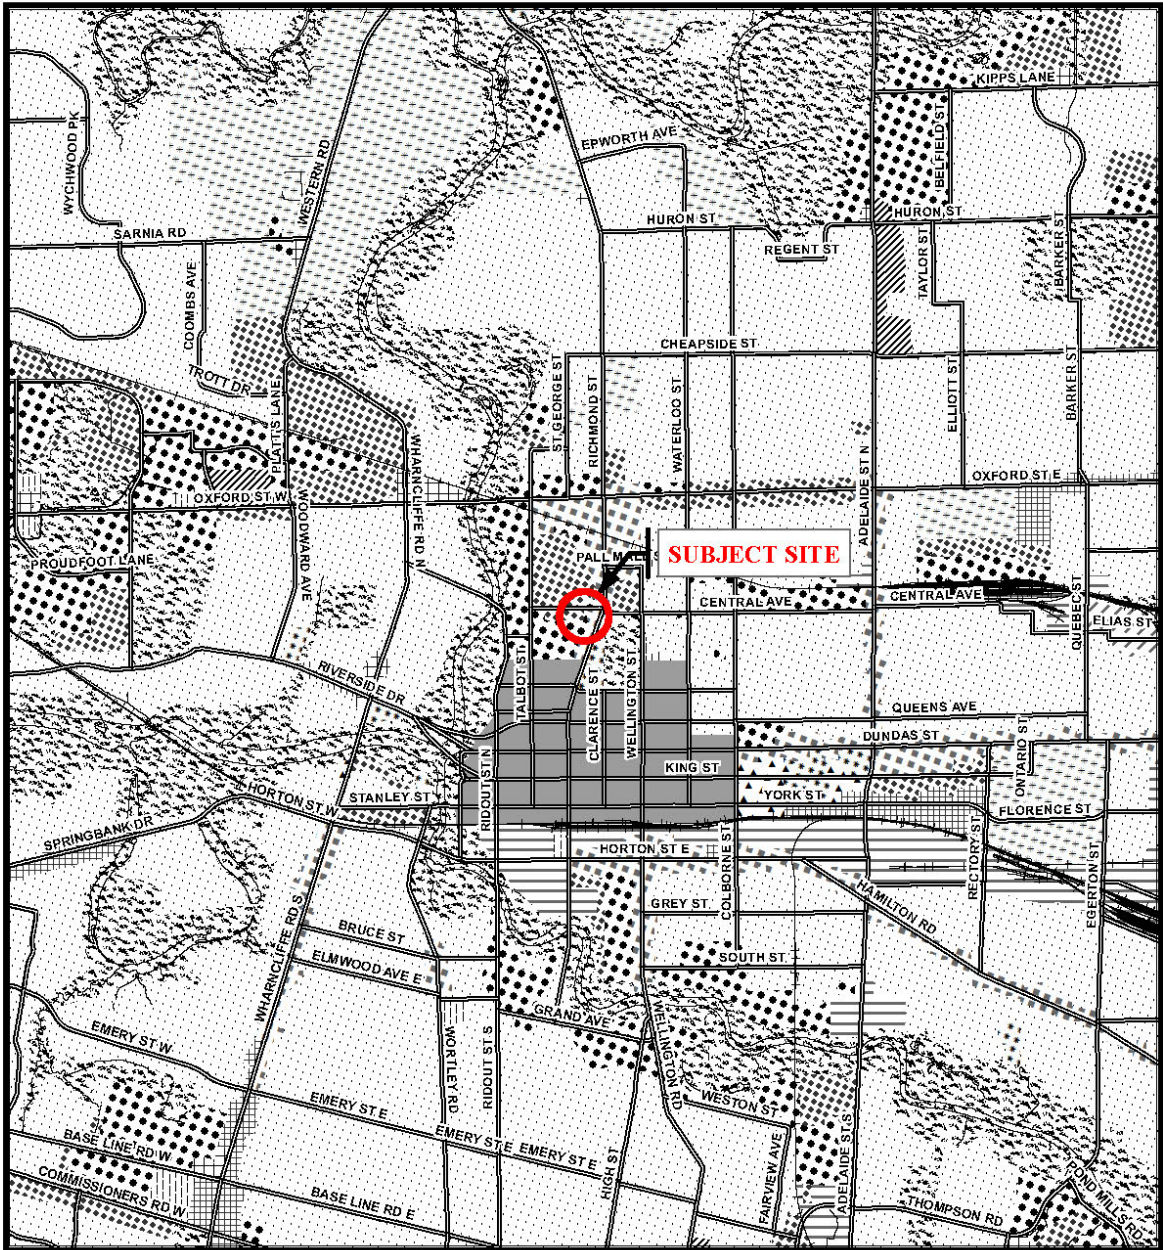 KIPPS LANE
WYCHWOOD PK
WESTERN RD
EPWORTH AVE
BELFIELD ST
HURON ST
HURON ST
SARNIA RD
REGENT ST
TAYLOR ST
BARKER ST
COOMBS AVE
CHEAPSIDE ST
TROTT DR
PLATT'S LANE
ST GEORGE ST
RICHMOND ST
WATERLOO ST
ELLIOTT ST
BARKER ST
WHARNCLIFFE RD N
ADELAIDE ST N
OXFORD ST W
OXFORD ST E
WOODWARD AVE
PALL MALL S
SUBJECT SITE
PROUDFOOT LANE
CENTRAL AVE
CENTRAL AVE
QUEBEC ST
ELIAS ST
RIVERSIDE DR
TALBOT ST
CLARENCE ST
WELLINGTON ST
QUEENS AVE
DUNDAS ST
ONTARIO ST
KING ST
RIDOUT ST N
STANLEY ST
YORK ST
FLORENCE ST
HORTON ST W
SPRINGBANK DR
HORTON ST E
COLBORNE ST
RECTORY ST
EGERTON ST
HAMILTON RD
GREY ST
WHARNCLIFFE RD S
BRUCE ST
ELMWOOD AVE E
SOUTH ST
GRAND AVE
EMERY ST W
WORTLEY RD
RIDOUT ST S
WELLINGTON RD
WESTON ST
EMERY ST E
EMERY ST E
EMERY ST E
HIGH ST
FAIRVIEW AVE
ADELAIDE ST S
BASE LINE RD W
COMMISSIONERS RD W
BASE LINE RD E
THOMPSON RD
POND MILLS RD